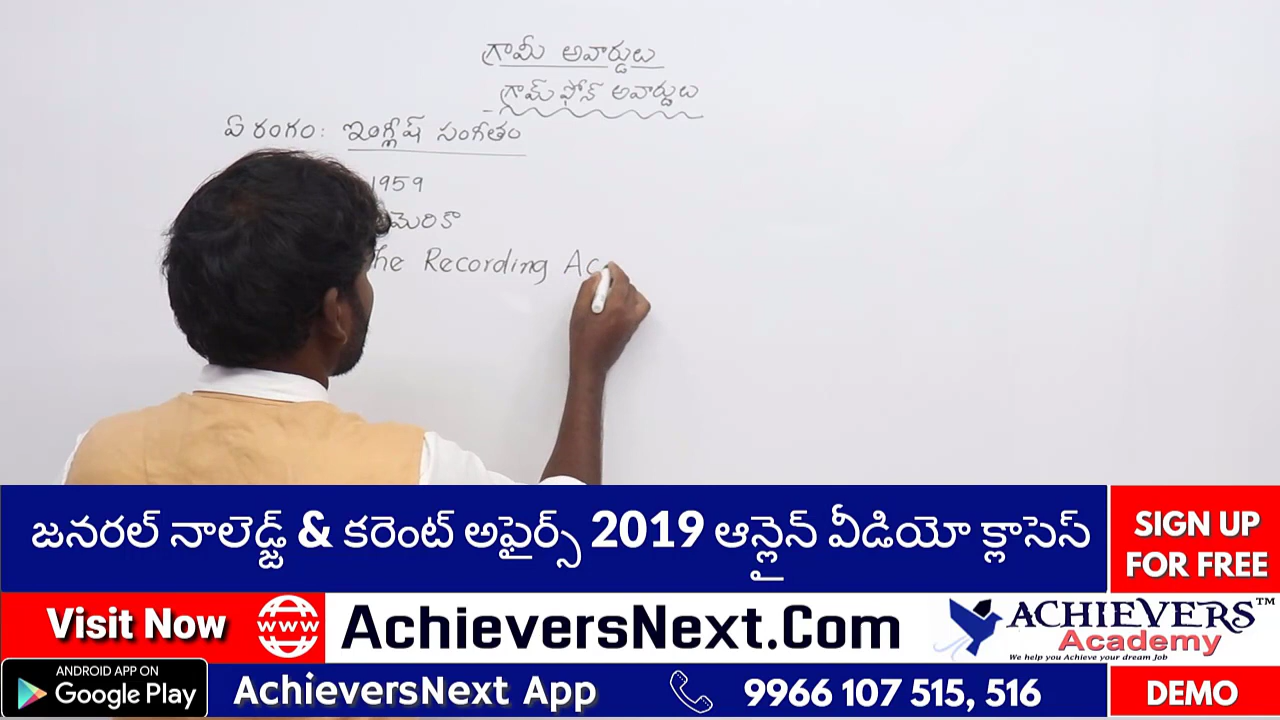 గ్రామీ అవార్డులు
గ్రామ్ ఫోన్ అవార్డులు
ఏ రంగం: ఇంగ్లీష్ సంగీతం
1959
అమెరికా
he Recording Ac
జనరల్ నాలెడ్జ్ & కరెంట్ అఫైర్స్ 2019 ఆన్లైన్ వీడియో క్లాసెస్
SIGN UP
FOR FREE
Visit Now
www
AchieversNext.Com
ACHIEVERS™
Academy
We help you Achieve your dream Job
ANDROID APP ON
Google Play
AchieversNext App
9966 107 515, 516
DEMO